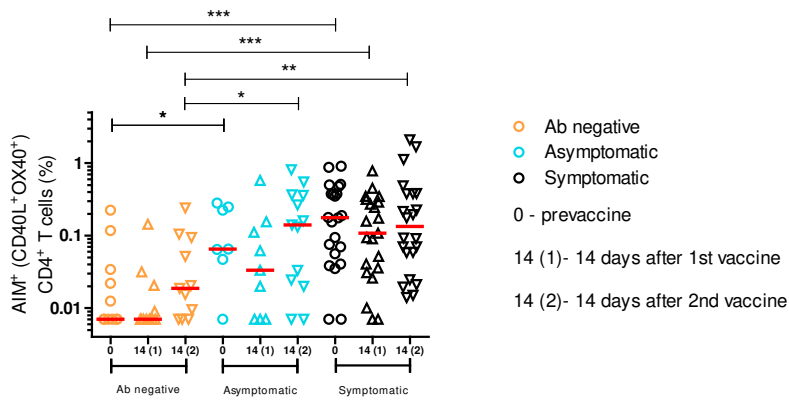 ***
***
**
*
*
AIM⁺ (CD40L⁺OX40⁺)
CD4⁺ T cells (%)
1
0.1
0.01
0 14 (1) 14 (2) 0 14 (1) 14 (2) 0 14 (1) 14 (2)
Ab negative Asymptomatic Symptomatic
Ab negative
Asymptomatic
Symptomatic
0 - prevaccine
14 (1)- 14 days after 1st vaccine
14 (2)- 14 days after 2nd vaccine